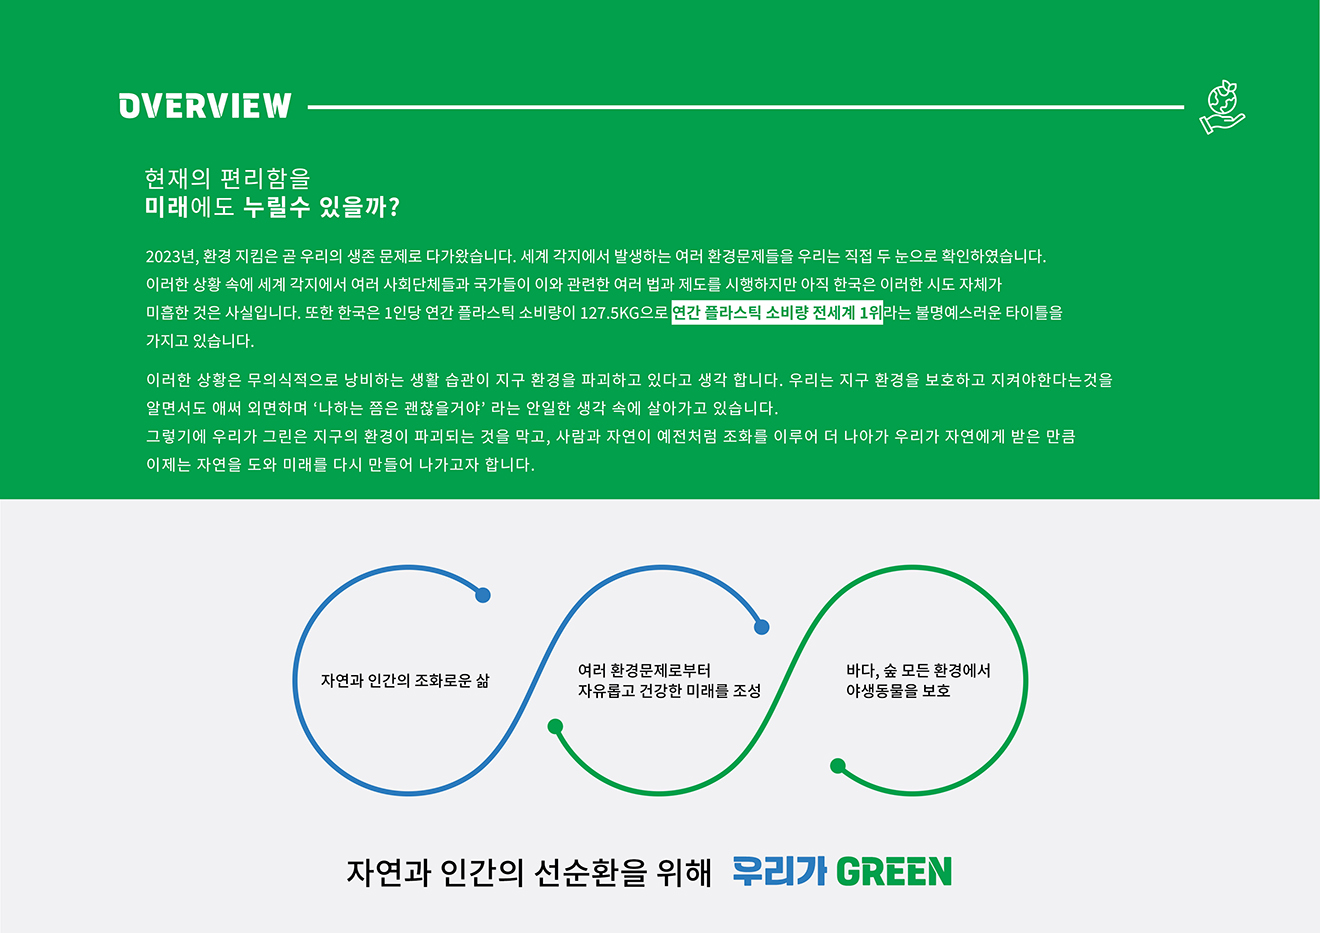 OVERVIEW
현재의 편리함을
미래에도 누릴수 있을까?
2023년, 환경 지킴은 곧 우리의 생존 문제로 다가왔습니다. 세계 각지에서 발생하는 여러 환경문제들을 우리는 직접 두 눈으로 확인하였습니다.
이러한 상황 속에 세계 각지에서 여러 사회단체들과 국가들이 이와 관련한 여러 법과 제도를 시행하지만 아직 한국은 이러한 시도 자체가
미흡한 것은 사실입니다. 또한 한국은 1인당 연간 플라스틱 소비량이 127.5KG으로 연간 플라스틱 소비량 전세계 1위라는 불명예스러운 타이틀을
가지고 있습니다.
이러한 상황은 무의식적으로 낭비하는 생활 습관이 지구 환경을 파괴하고 있다고 생각 합니다. 우리는 지구 환경을 보호하고 지켜야한다는것을
알면서도 애써 외면하며 ‘나하는 쯤은 괜찮을거야’ 라는 안일한 생각 속에 살아가고 있습니다.
그렇기에 우리가 그린은 지구의 환경이 파괴되는 것을 막고, 사람과 자연이 예전처럼 조화를 이루어 더 나아가 우리가 자연에게 받은 만큼
이제는 자연을 도와 미래를 다시 만들어 나가고자 합니다.
자연과 인간의 조화로운 삶
여러 환경문제로부터
자유롭고 건강한 미래를 조성
바다, 숲 모든 환경에서
야생동물을 보호
자연과 인간의 선순환을 위해 우리가 GREEN